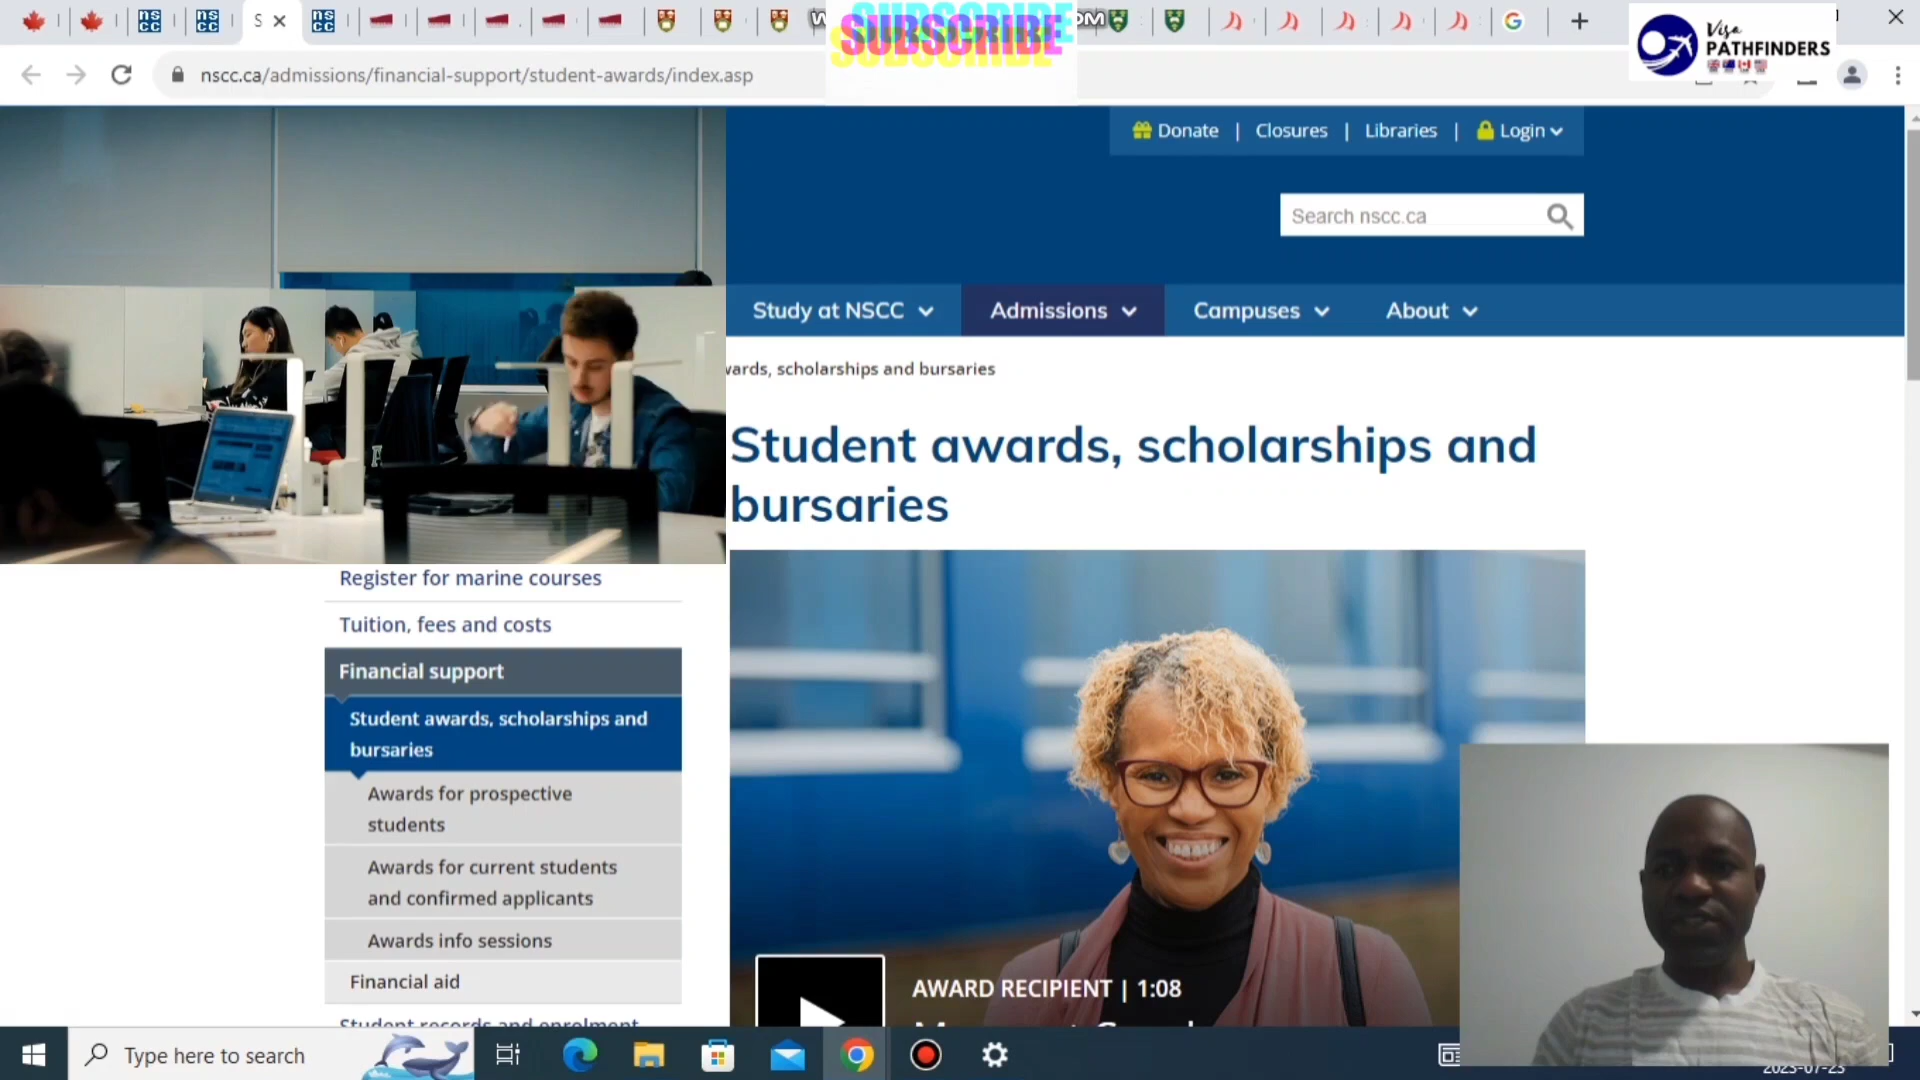 S
SUBSCRIBE
Visa
PATHFINDERS
nscc.ca/admissions/financial-support/student-awards/index.asp
Donate | Closures | Libraries | Login
Search nscc.ca
Study at NSCC Admissions Campuses About
scholarships and bursaries
Student awards, scholarships and
bursaries
Register for marine courses
Tuition, fees and costs
Financial support
Student awards, scholarships and
bursaries
Awards for prospective
students
Awards for current students
and confirmed applicants
Awards info sessions
Financial aid
Student records and enrolment
AWARD RECIPIENT | 1:08
Type here to search
2023-07-23